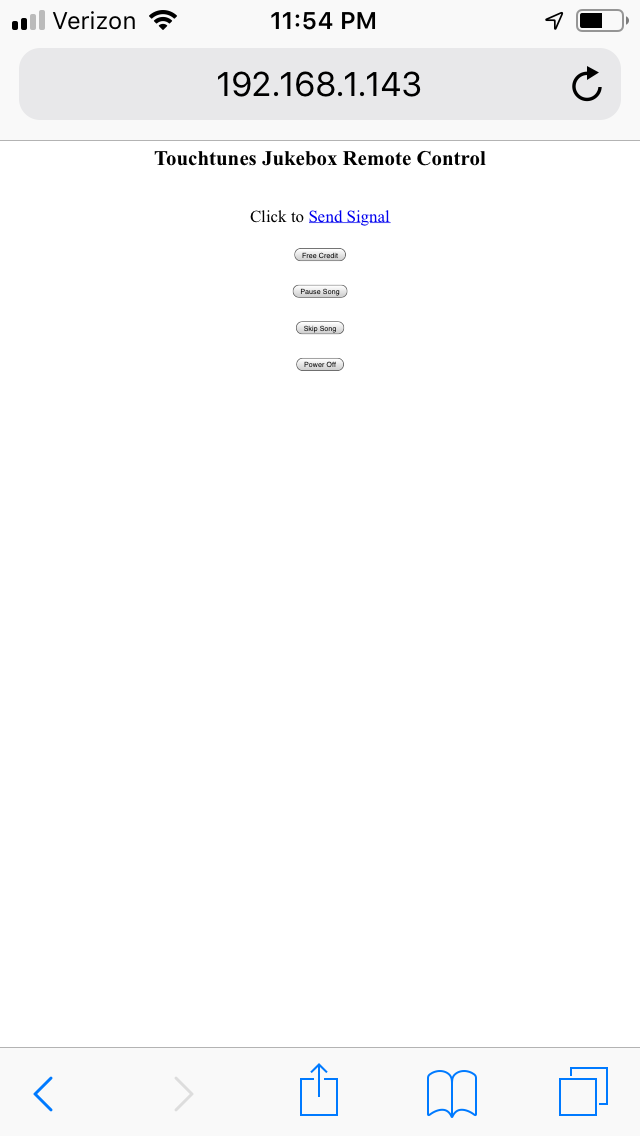 Verizon 11:54 PM
192.168.1.143
Touchtunes Jukebox Remote Control
Click to Send Signal
Free Credit
Pause Song
Skip Song
Power Off